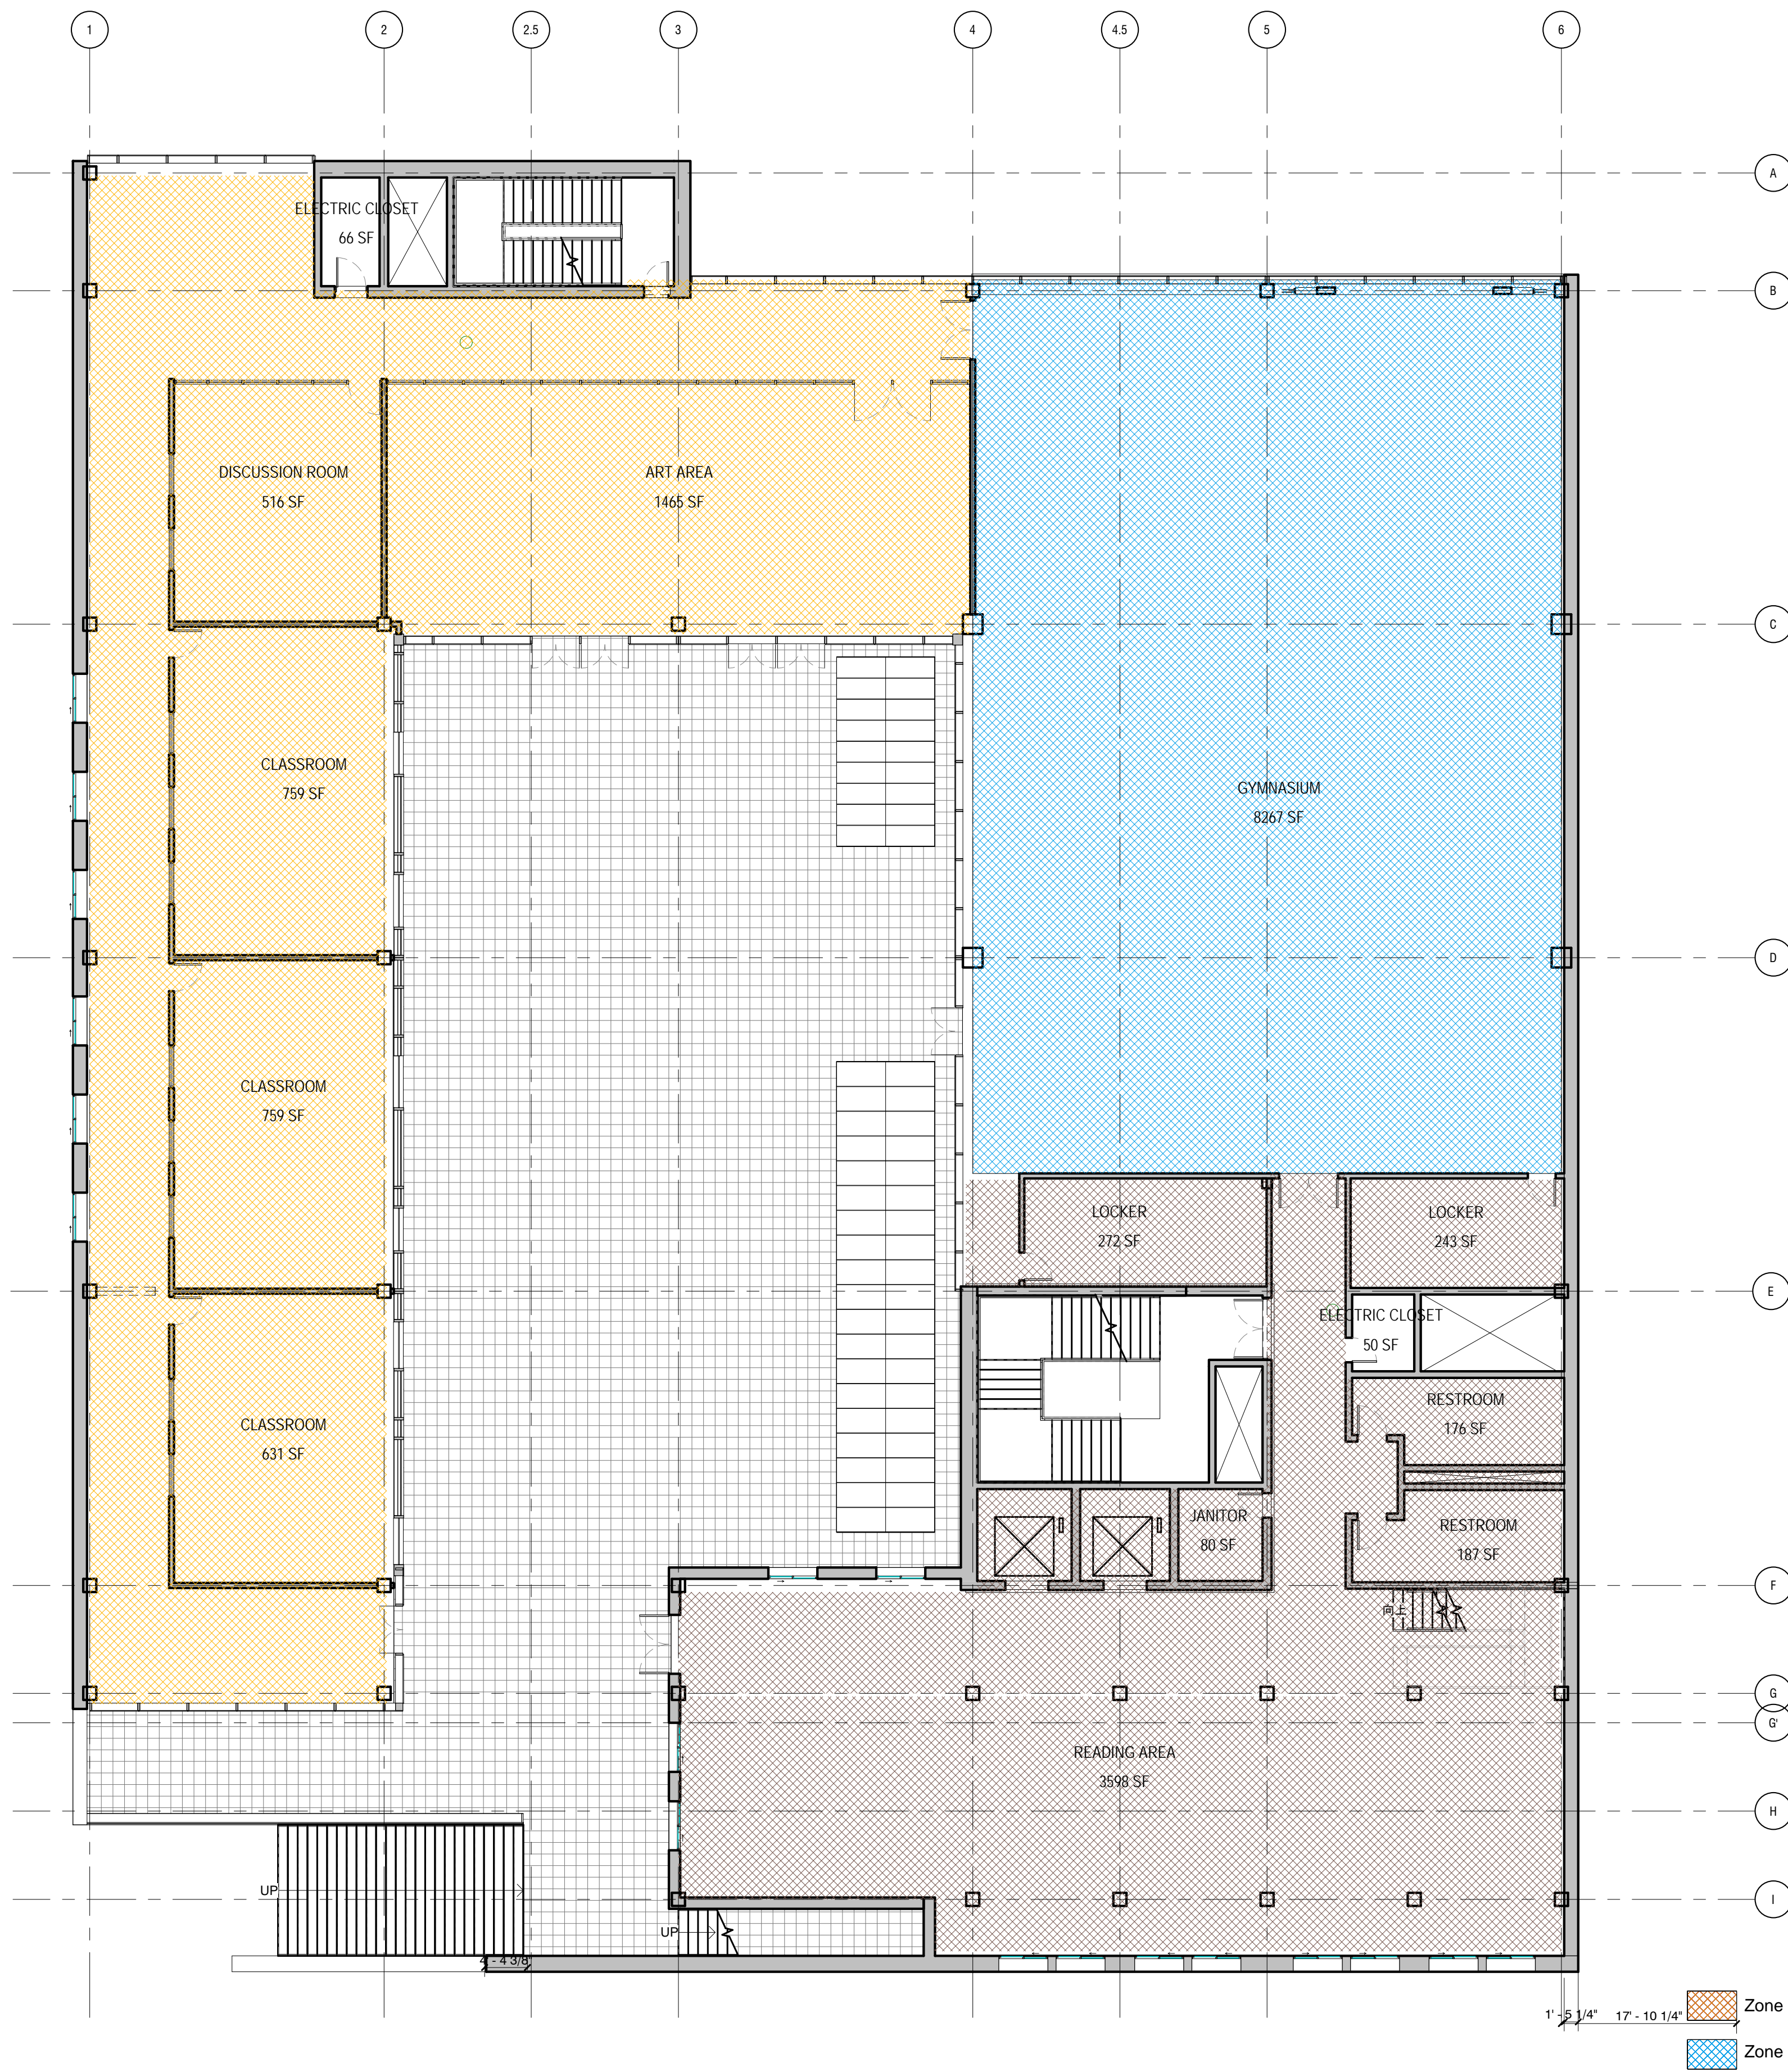 1
2
2.5
3
4
4.5
5
6
A
ELECTRIC CLOSET
66 SF
B
DISCUSSION ROOM
516 SF
ART AREA
1465 SF
C
CLASSROOM
759 SF
GYMNASIUM
8267 SF
D
CLASSROOM
759 SF
LOCKER
272 SF
LOCKER
243 SF
E
ELECTRIC CLOSET
50 SF
CLASSROOM
631 SF
RESTROOM
176 SF
JANITOR
80 SF
RESTROOM
187 SF
F
向上
G
G'
READING AREA
3598 SF
H
UP
I
UP
4' - 4 3/8"
1' - 5 1/4"
17' - 10 1/4"
Zone
Zone